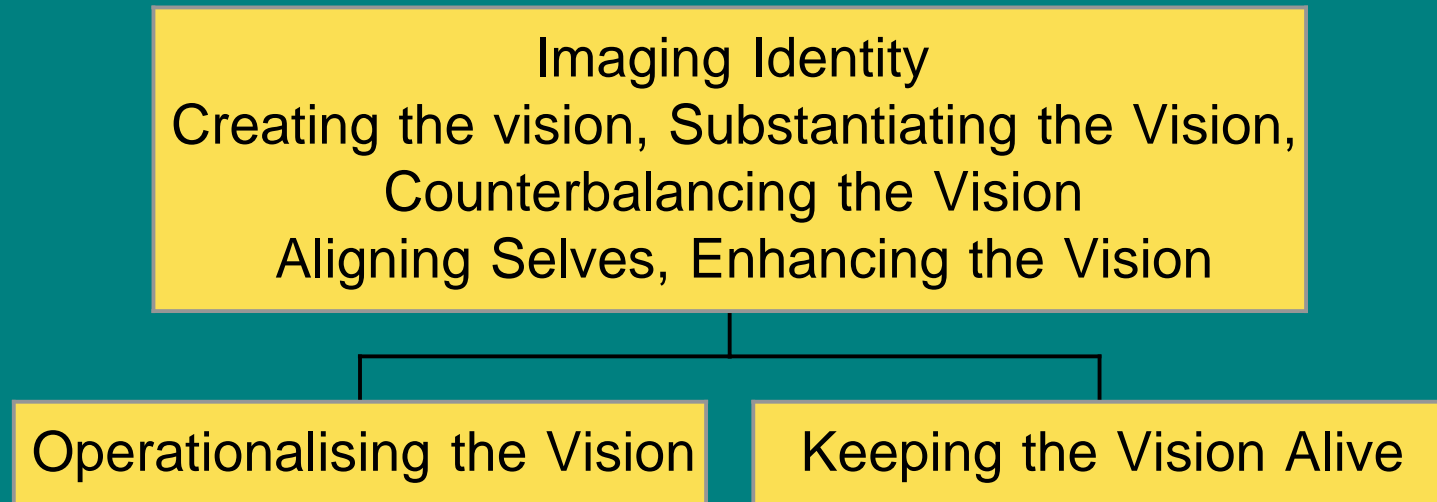 Imaging Identity
Creating the vision, Substantiating the Vision,
Counterbalancing the Vision
Aligning Selves, Enhancing the Vision
Operationalising the Vision
Keeping the Vision Alive